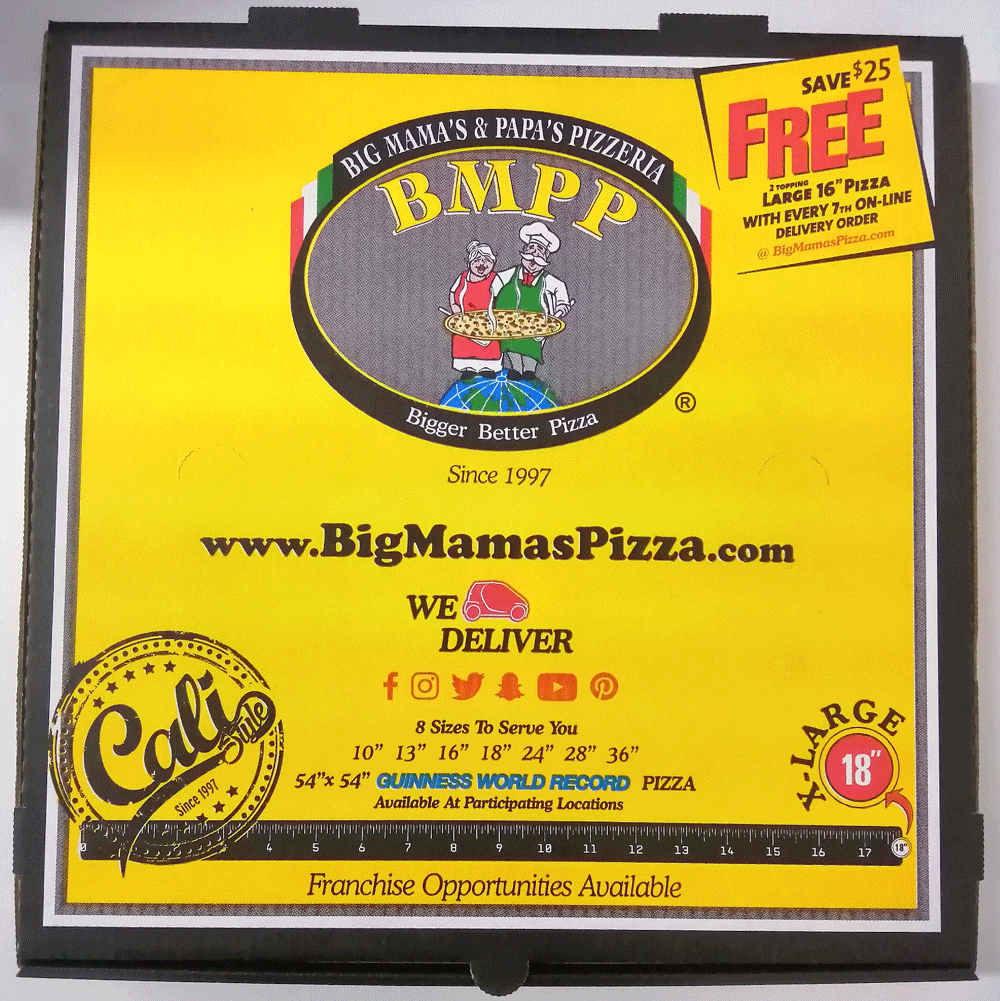 SAVE $25
FREE
2 TOPPING
LARGE 16" PIZZA
WITH EVERY 7TH ON-LINE
DELIVERY ORDER
@ BigMamasPizza.com
BIG MAMA'S & PAPA'S PIZZERIA
BMPP
Bigger Better Pizza
®
Since 1997
www.BigMamasPizza.com
WE
DELIVER
8 Sizes To Serve You
10" 13" 16" 18" 24" 28" 36"
54"x 54" GUINNESS WORLD RECORD PIZZA
Available At Participating Locations
Cali
Style
Since 1997
X-LARGE
18"
0 4 5 6 7 8 9 10 11 12 13 14 15 16 17 18"
Franchise Opportunities Available